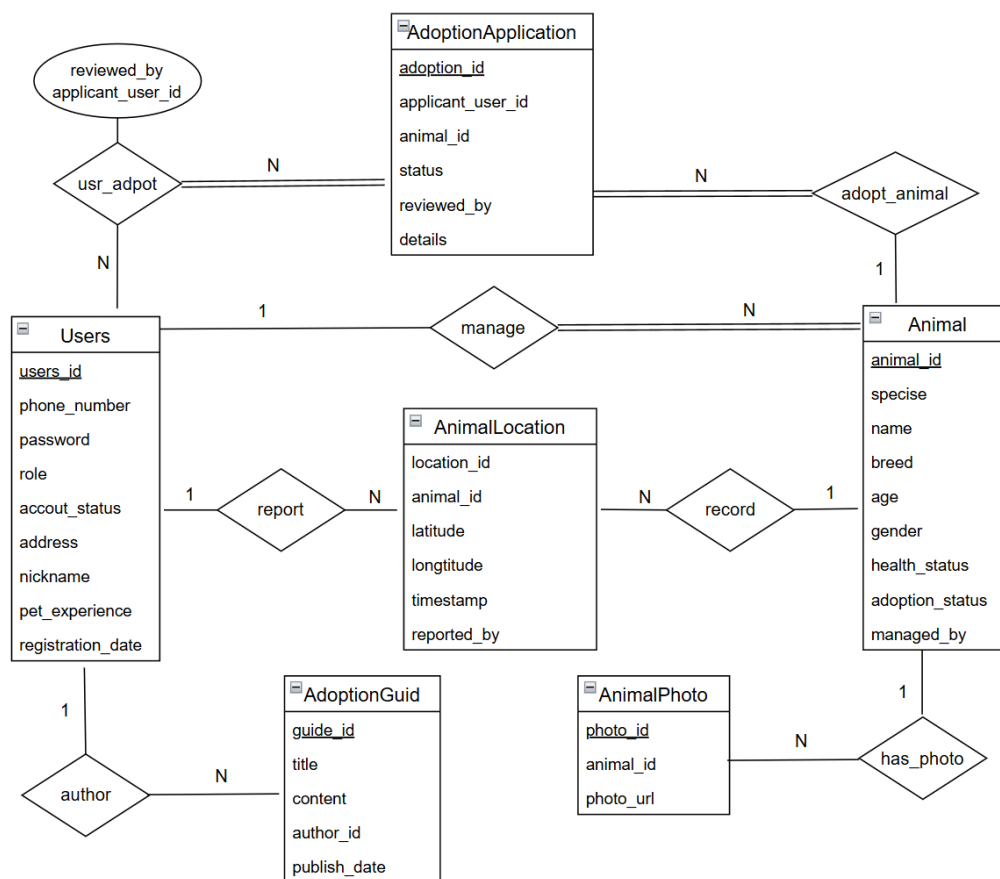 AdoptionApplication
adoption_id
applicant_user_id
animal_id
status
reviewed_by
details
reviewed_by
applicant_user_id
usr_adpot
N
N
N
adopt_animal
1
1
manage
N
Users
users_id
phone_number
password
role
accout_status
address
nickname
pet_experience
registration_date
Animal
animal_id
specise
name
breed
age
gender
health_status
adoption_status
managed_by
AnimalLocation
location_id
animal_id
latitude
longtitude
timestamp
reported_by
1
report
N
N
record
1
1
author
N
AdoptionGuid
guide_id
title
content
author_id
publish_date
AnimalPhoto
photo_id
animal_id
photo_url
N
1
has_photo